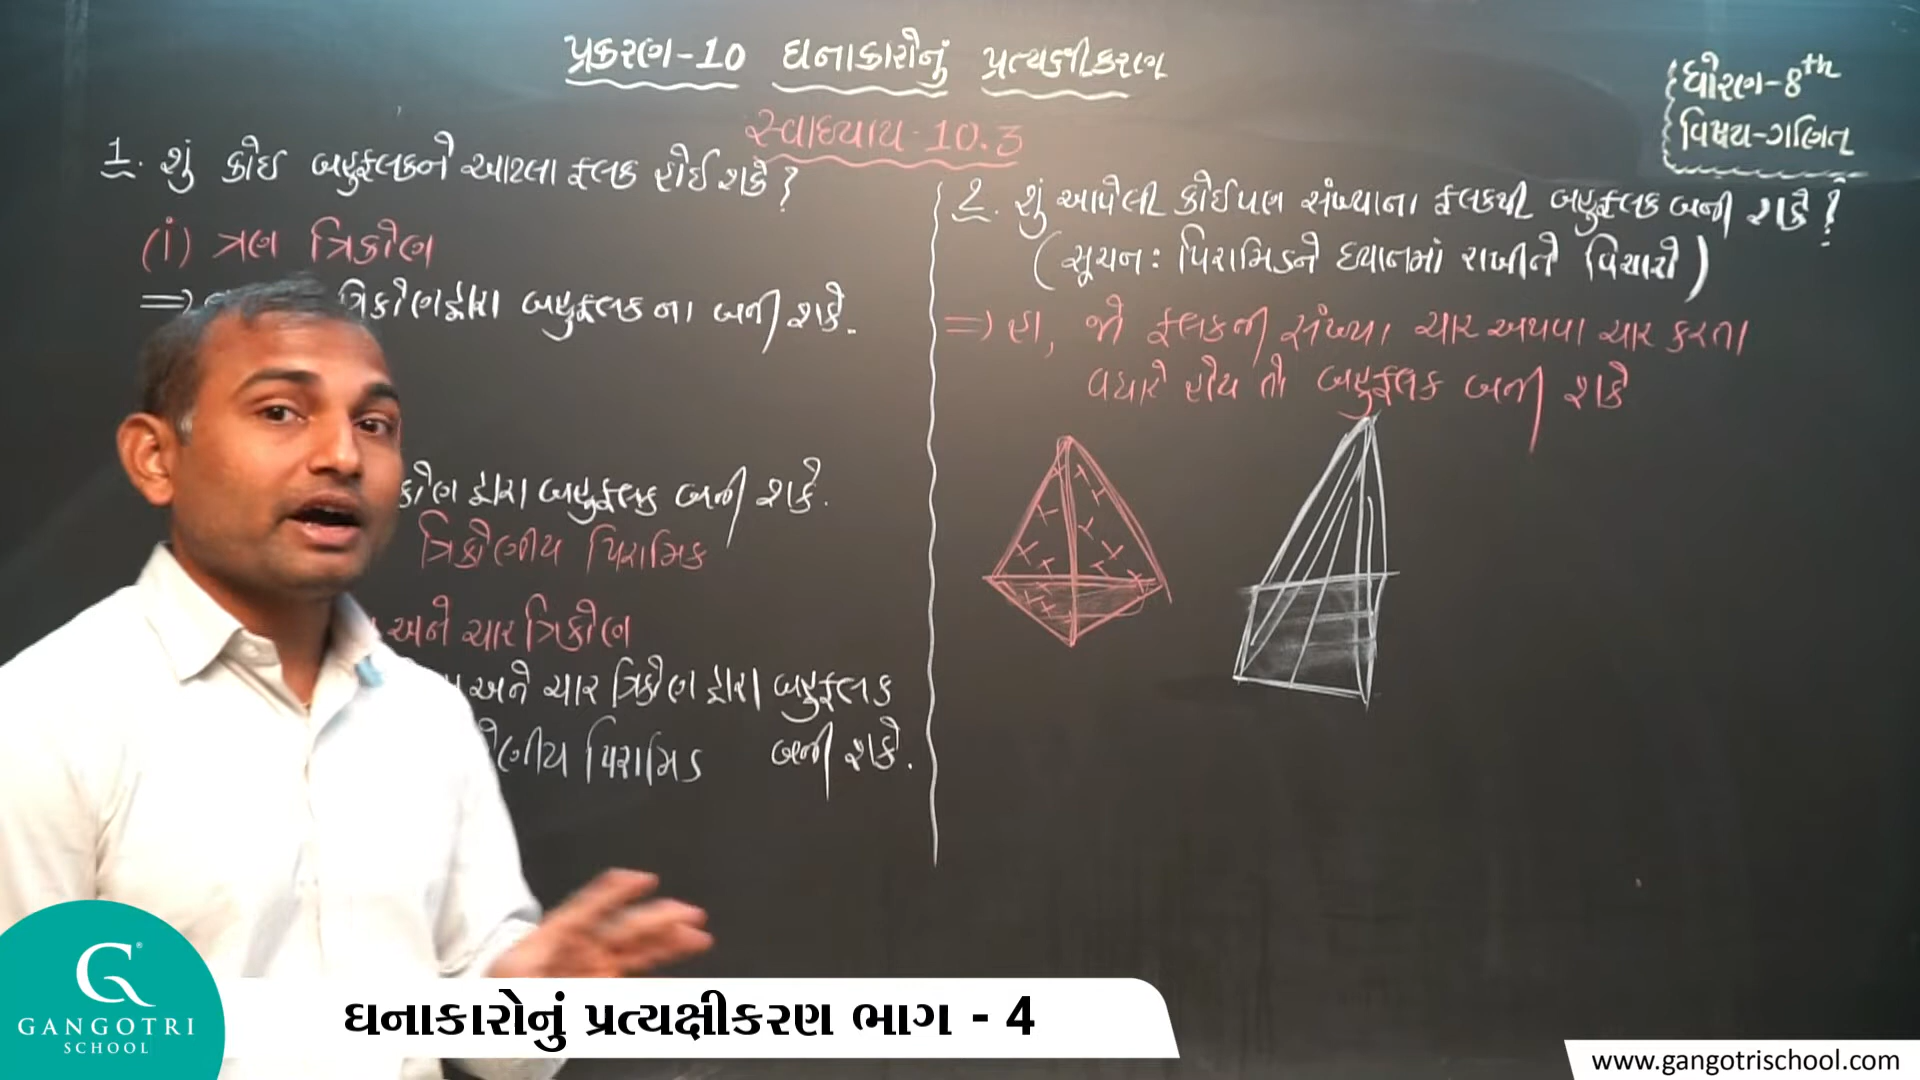 પ્રકરણ-10 ઘનાકારોનું પ્રત્યક્ષીકરણ
ધોરણ-8th
વિષય-ગણિત
સ્વાધ્યાય-10.3
1. શું કોઈ બહુફલકને આટલા ફલક હોઈ શકે?
(i) ત્રણ ત્રિકોણ
=> ત્રિકોણ દ્વારા બહુફલક ના બની શકે.
કોણ દ્વારા બહુફલક બની શકે.
ત્રિકોણીય પિરામિક
અને ચાર ત્રિકોણ
અને ચાર ત્રિકોણ દ્વારા બહુફલક
કોણીય પિરામિડ બની શકે.
2. શું આપેલી કોઈપણ સંખ્યાના ફલકથી બહુફલક બની શકે?
(સૂચન: પિરામિડને ધ્યાનમાં રાખીને વિચારો)
=> હા, જો ફલકની સંખ્યા ચાર અથવા ચાર કરતા
વધારે હોય તો બહુફલક બની શકે
G®
GANGOTRI
SCHOOL
ઘનાકારોનું પ્રત્યક્ષીકરણ ભાગ - 4
www.gangotrischool.com